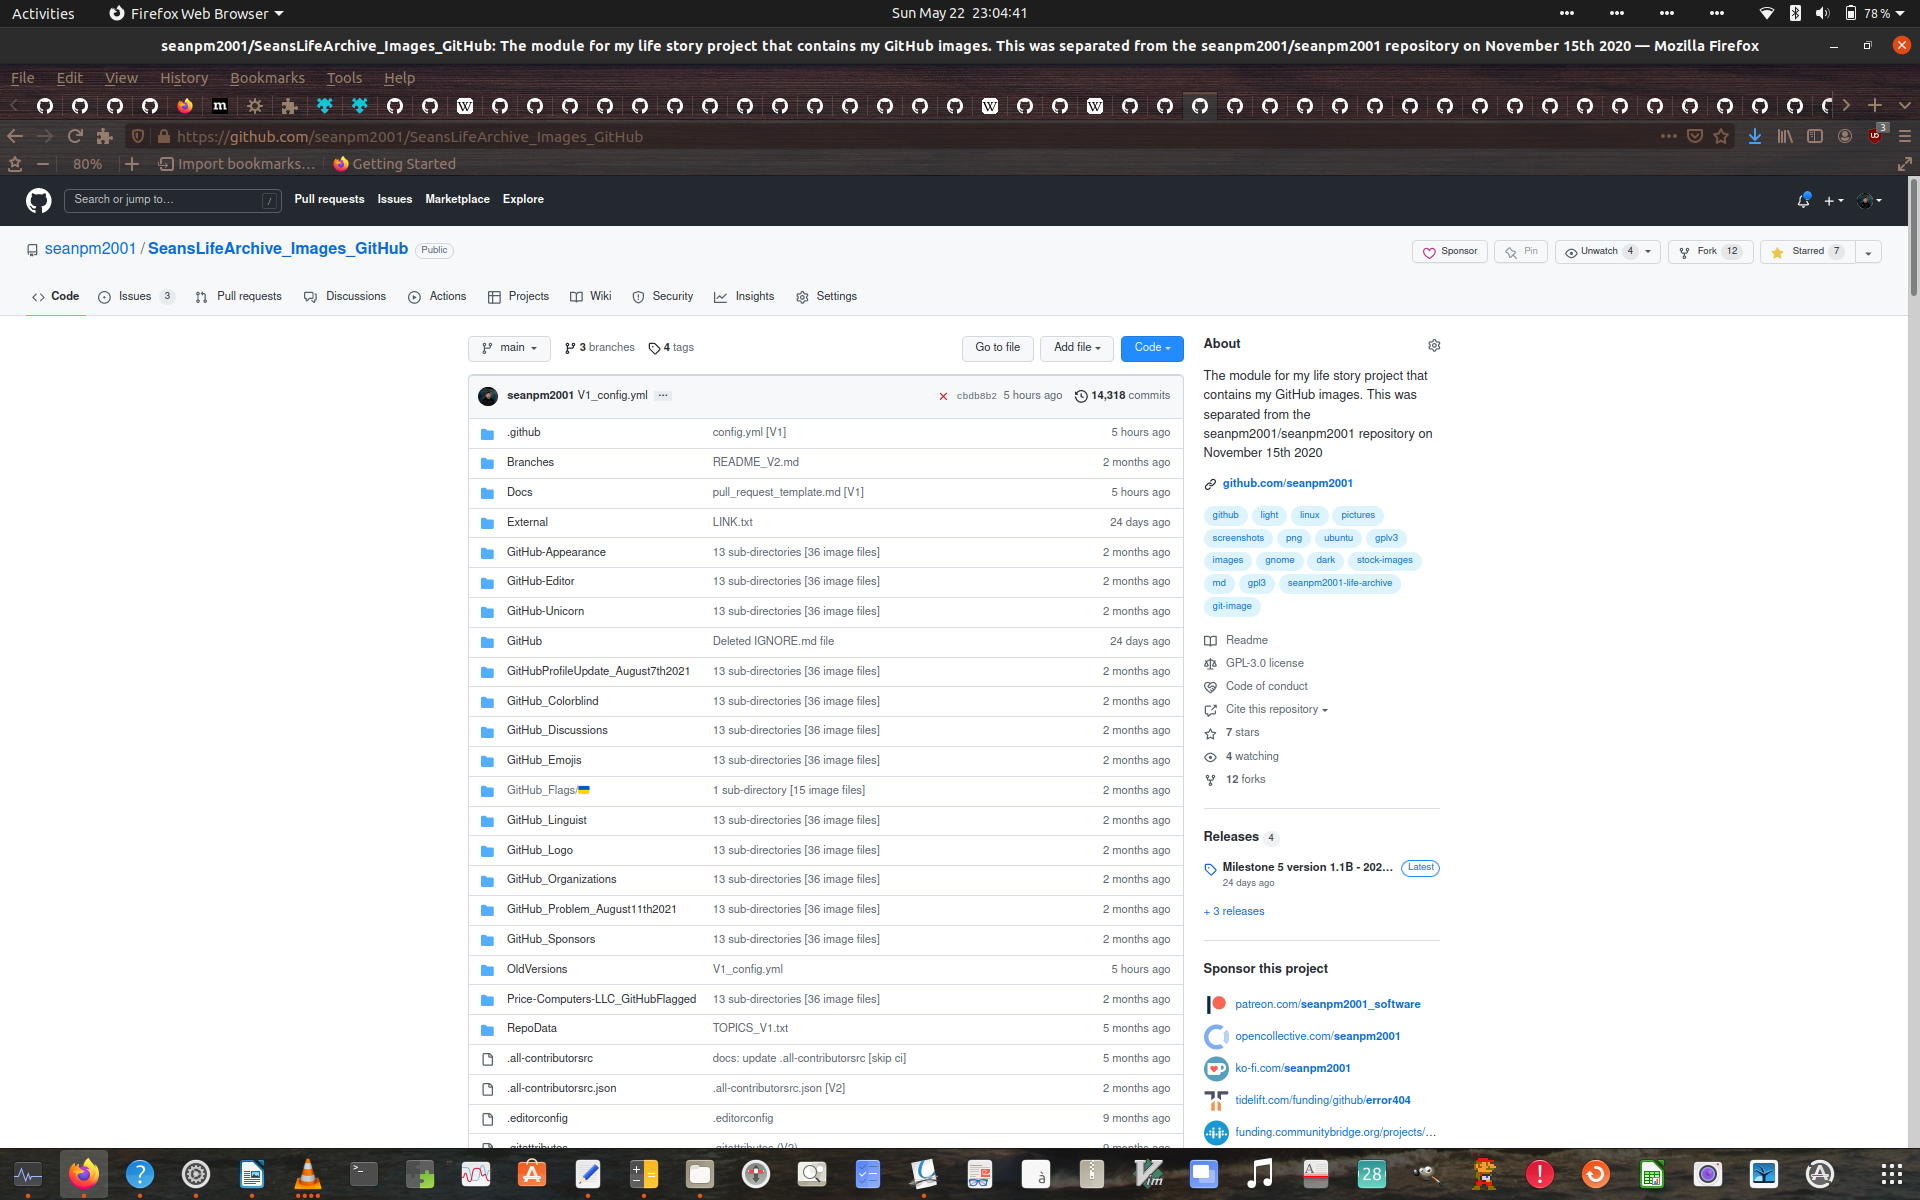 Activities Firefox Web Browser Sun May 22 23:04:41 78 %
seanpm2001/SeansLifeArchive_Images_GitHub: The module for my life story project that contains my GitHub images. This was separated from the seanpm2001/seanpm2001 repository on November 15th 2020 — Mozilla Firefox
File Edit View History Bookmarks Tools Help
https://github.com/seanpm2001/SeansLifeArchive_Images_GitHub 3
80% Import bookmarks... Getting Started
Search or jump to... / Pull requests Issues Marketplace Explore
seanpm2001 / SeansLifeArchive_Images_GitHub Public Sponsor Pin Unwatch 4 Fork 12 Starred 7
Code Issues 3 Pull requests Discussions Actions Projects Wiki Security Insights Settings
main 3 branches 4 tags Go to file Add file Code
seanpm2001 V1_config.yml ... cbdb8b2 5 hours ago 14,318 commits
.github config.yml [V1] 5 hours ago
Branches README_V2.md 2 months ago
Docs pull_request_template.md [V1] 5 hours ago
External LINK.txt 24 days ago
GitHub-Appearance 13 sub-directories [36 image files] 2 months ago
GitHub-Editor 13 sub-directories [36 image files] 2 months ago
GitHub-Unicorn 13 sub-directories [36 image files] 2 months ago
GitHub Deleted IGNORE.md file 24 days ago
GitHubProfileUpdate_August7th2021 13 sub-directories [36 image files] 2 months ago
GitHub_Colorblind 13 sub-directories [36 image files] 2 months ago
GitHub_Discussions 13 sub-directories [36 image files] 2 months ago
GitHub_Emojis 13 sub-directories [36 image files] 2 months ago
GitHub_Flags/🇺🇦 1 sub-directory [15 image files] 2 months ago
GitHub_Linguist 13 sub-directories [36 image files] 2 months ago
GitHub_Logo 13 sub-directories [36 image files] 2 months ago
GitHub_Organizations 13 sub-directories [36 image files] 2 months ago
GitHub_Problem_August11th2021 13 sub-directories [36 image files] 2 months ago
GitHub_Sponsors 13 sub-directories [36 image files] 2 months ago
OldVersions V1_config.yml 5 hours ago
Price-Computers-LLC_GitHubFlagged 13 sub-directories [36 image files] 2 months ago
RepoData TOPICS_V1.txt 5 months ago
.all-contributorsrc docs: update .all-contributorsrc [skip ci] 5 months ago
.all-contributorsrc.json .all-contributorsrc.json [V2] 2 months ago
.editorconfig .editorconfig 9 months ago
.gitattributes .gitattributes (V2) 9 months ago
About
The module for my life story project that
contains my GitHub images. This was
separated from the
seanpm2001/seanpm2001 repository on
November 15th 2020
github.com/seanpm2001
github light linux pictures
screenshots png ubuntu gplv3
images gnome dark stock-images
md gpl3 seanpm2001-life-archive
git-image
Readme
GPL-3.0 license
Code of conduct
Cite this repository
7 stars
4 watching
12 forks
Releases 4
Milestone 5 version 1.1B - 202... Latest
24 days ago
+ 3 releases
Sponsor this project
patreon.com/seanpm2001_software
opencollective.com/seanpm2001
ko-fi.com/seanpm2001
tidelift.com/funding/github/error404
funding.communitybridge.org/projects/...
28